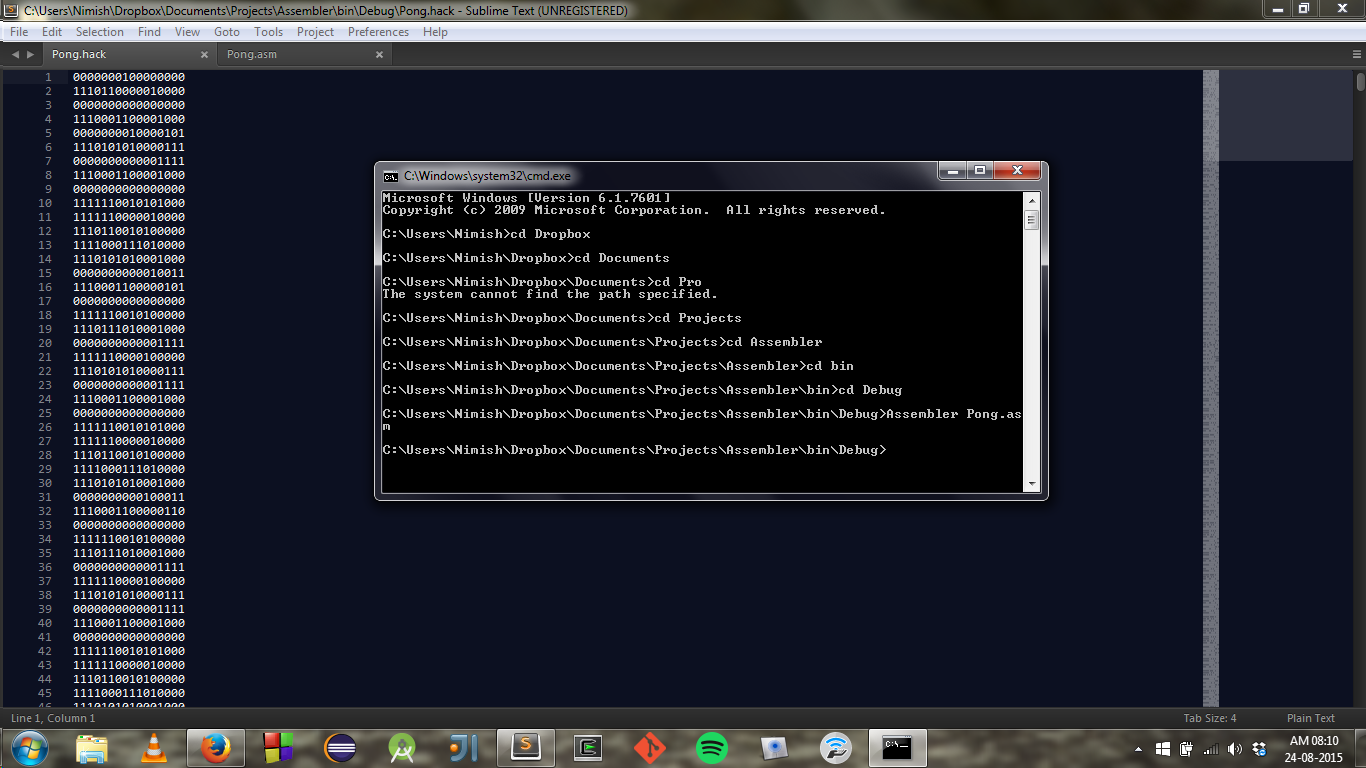 C:\Users\Nimish\Dropbox\Documents\Projects\Assembler\bin\Debug\Pong.hack - Sublime Text (UNREGISTERED)
File Edit Selection Find View Goto Tools Project Preferences Help
Pong.hack × Pong.asm ×
1 0000000100000000
2 1110110000010000
3 0000000000000000
4 1110001100001000
5 0000000010000101
6 1110101010000111
7 0000000000001111
8 1110001100001000
9 0000000000000000
10 1111110010101000
11 1111110000010000
12 1110110010100000
13 1110001110101000
14 1110101010001000
15 0000000000010011
16 1110001100000101
17 0000000000000000
18 1111110010100000
19 1110111010001000
20 0000000000001111
21 1111110000100000
22 1110101010000111
23 0000000000001111
24 1110001100001000
25 0000000000000000
26 1111110010101000
27 1111110000010000
28 1110110010100000
29 1111000111010000
30 1110101010001000
31 0000000000100011
32 1110001100000110
33 0000000000000000
34 1111110010100000
35 1110111010001000
36 0000000000001111
37 1111110000100000
38 1110101010000111
39 0000000000001111
40 1110001100001000
41 0000000000000000
42 1111110010101000
43 1111110000010000
44 1110110010100000
45 1111000111010000
46 1110101010001000
C:\Windows\system32\cmd.exe
Microsoft Windows [Version 6.1.7601]
Copyright (c) 2009 Microsoft Corporation.  All rights reserved.
C:\Users\Nimish>cd Dropbox
C:\Users\Nimish\Dropbox>cd Documents
C:\Users\Nimish\Dropbox\Documents>cd Pro
The system cannot find the path specified.
C:\Users\Nimish\Dropbox\Documents>cd Projects
C:\Users\Nimish\Dropbox\Documents\Projects>cd Assembler
C:\Users\Nimish\Dropbox\Documents\Projects\Assembler>cd bin
C:\Users\Nimish\Dropbox\Documents\Projects\Assembler\bin>cd Debug
C:\Users\Nimish\Dropbox\Documents\Projects\Assembler\bin\Debug>Assembler Pong.as
m
C:\Users\Nimish\Dropbox\Documents\Projects\Assembler\bin\Debug>
Line 1, Column 1 Tab Size: 4 Plain Text
AM 08:10
24-08-2015